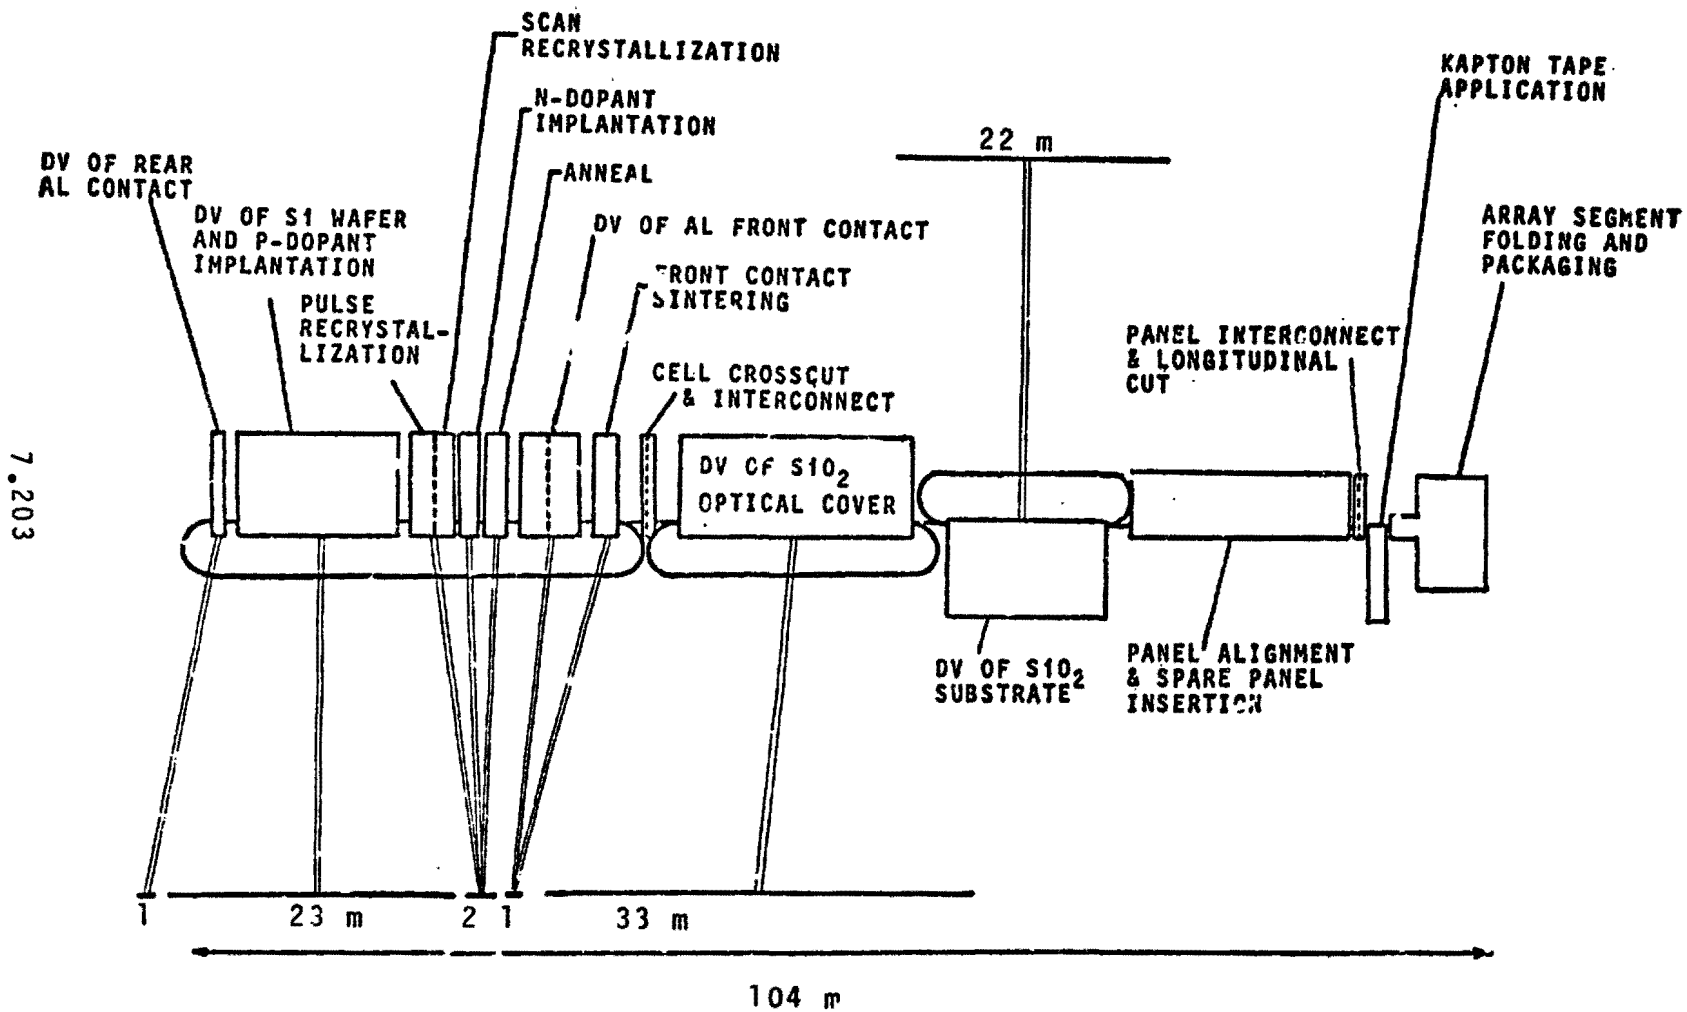 SCAN
RECRYSTALLIZATION
N-DOPANT
IMPLANTATION
ANNEAL
22 m
KAPTON TAPE
APPLICATION
DV OF REAR
AL CONTACT
DV OF S1 WAFER
AND P-DOPANT
IMPLANTATION
PULSE
RECRYSTAL-
LIZATION
DV OF AL FRONT CONTACT
FRONT CONTACT
SINTERING
CELL CROSSCUT
& INTERCONNECT
ARRAY SEGMENT
FOLDING AND
PACKAGING
PANEL INTERCONNECT
& LONGITUDINAL
CUT
DV OF S10₂
OPTICAL COVER
7.203
DV OF S10₂
SUBSTRATE
PANEL ALIGNMENT
& SPARE PANEL
INSERTION
1 23 m 2 1 33 m
104 m